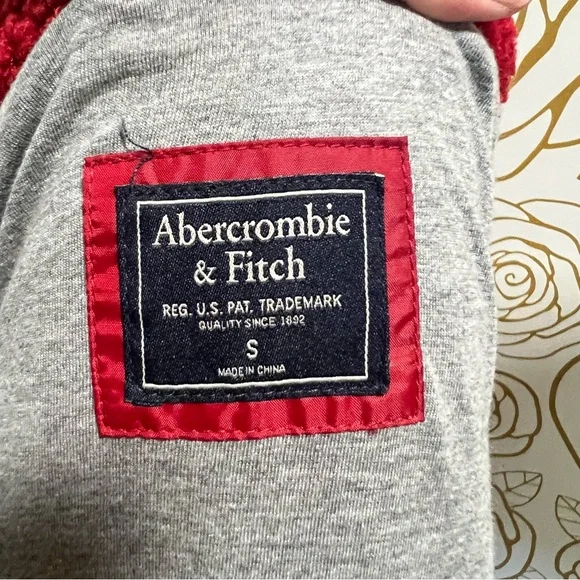 Abercrombie
& Fitch
REG. U.S. PAT. TRADEMARK
QUALITY SINCE 1892
S
MADE IN CHINA